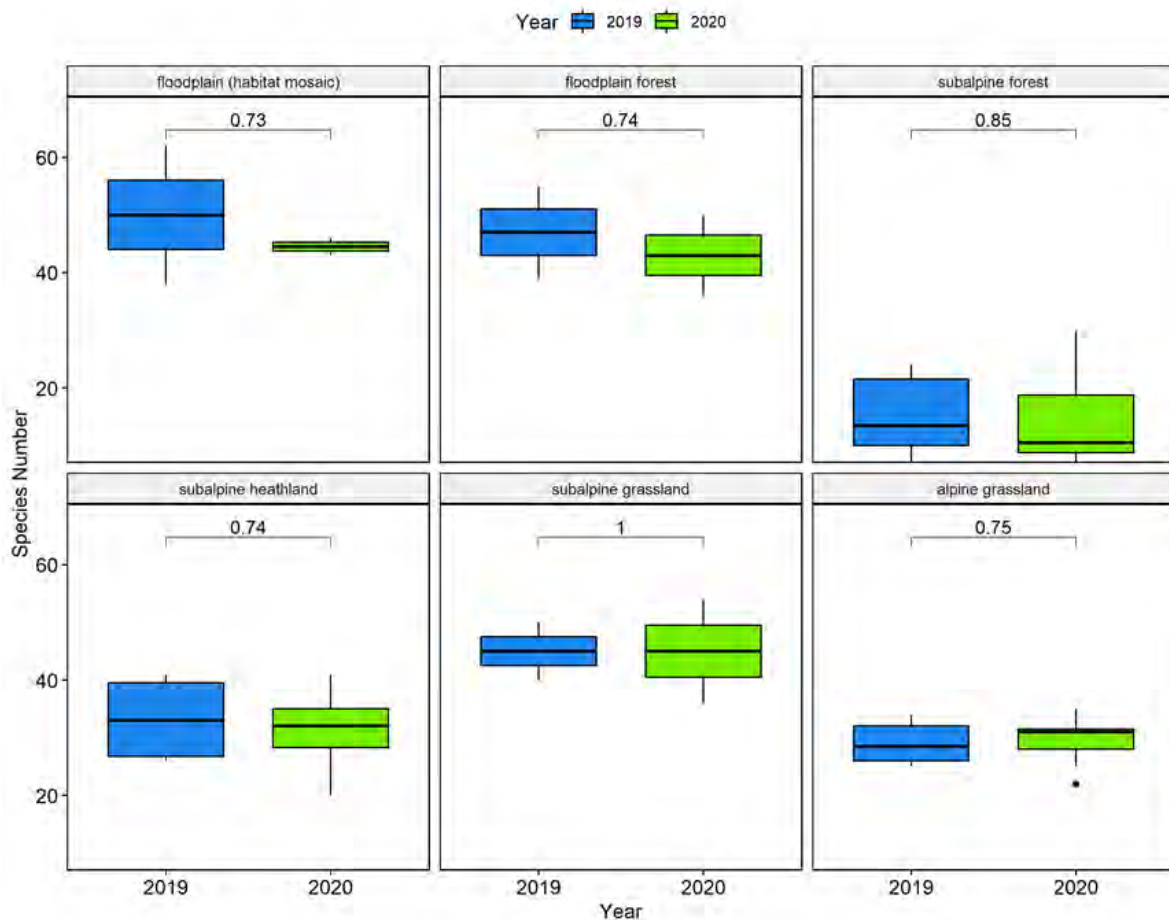 Year 2019 2020
floodplain (habitat mosaic) floodplain forest subalpine forest
0.73 0.74 0.85
60
40
20
Species Number
subalpine heathland subalpine grassland alpine grassland
0.74 1 0.75
60
40
20
2019 2020 2019 2020 2019 2020
Year